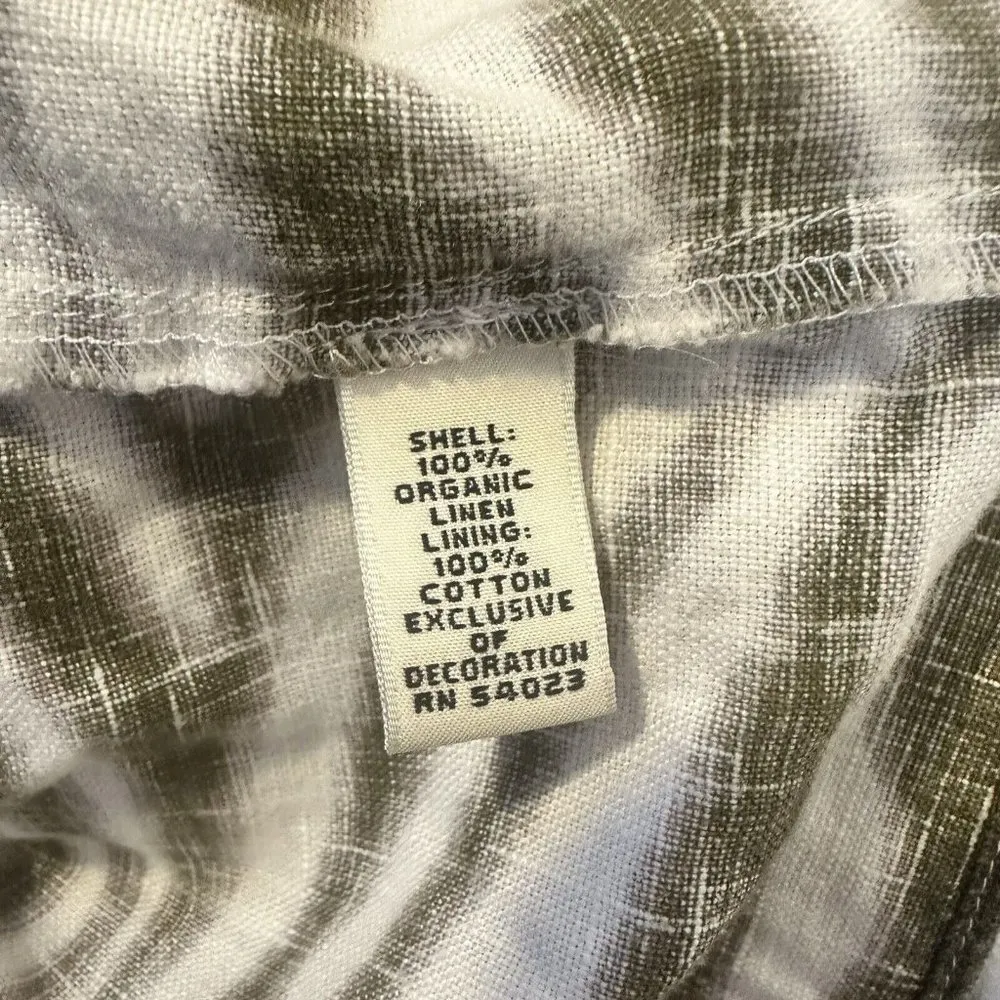 SHELL:
100%
ORGANIC
LINEN
LINING:
100%
COTTON
EXCLUSIVE
OF
DECORATION
RN 54023